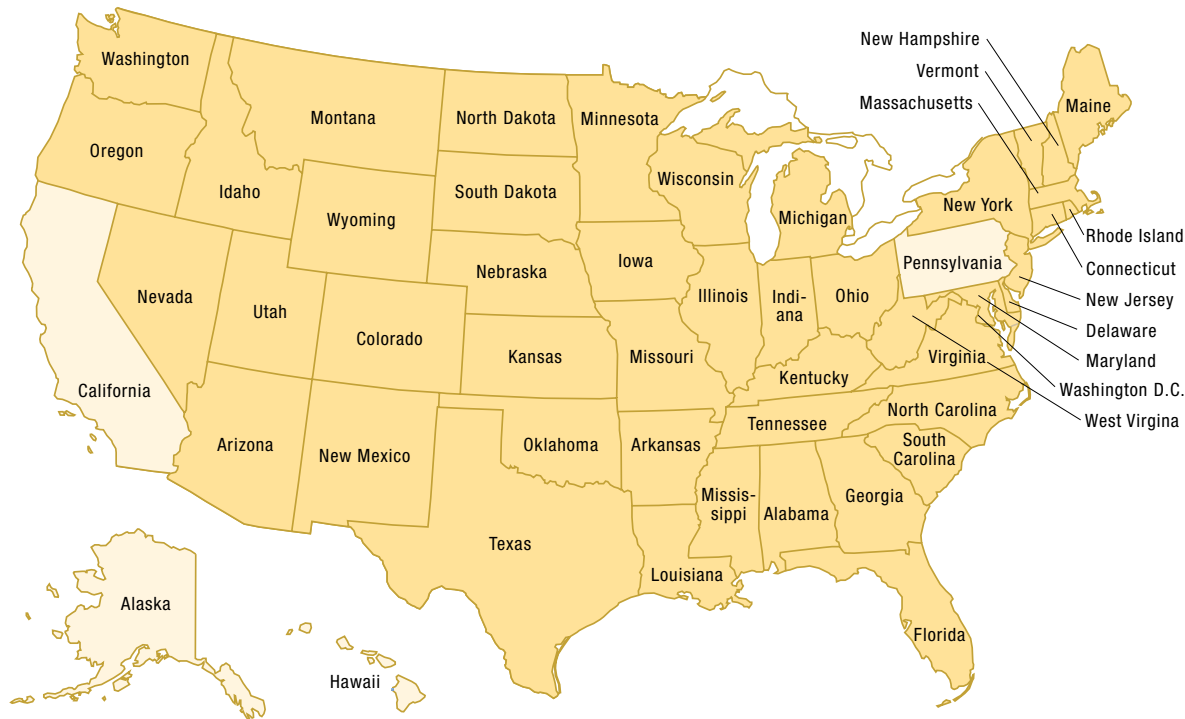 New Hampshire
Vermont
Massachusetts
Maine
Washington
Montana
North Dakota
Minnesota
Oregon
Idaho
South Dakota
Wisconsin
Wyoming
Michigan
New York
Rhode Island
Pennsylvania
Connecticut
Nebraska
Iowa
Nevada
Illinois
Indi-
ana
Ohio
New Jersey
Utah
Delaware
Colorado
Kansas
Missouri
Virginia
Maryland
Kentucky
California
Washington D.C.
North Carolina
West Virgina
Tennessee
Arizona
New Mexico
Oklahoma
Arkansas
South
Carolina
Missis-
sippi
Alabama
Georgia
Texas
Louisiana
Alaska
Florida
Hawaii